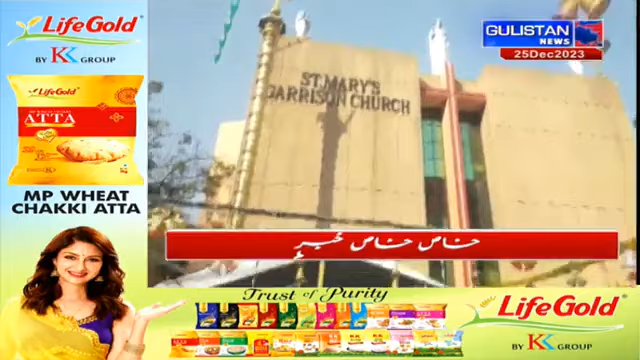 LifeGold
BY KK GROUP
LifeGold
ATTA
MP WHEAT
CHAKKI ATTA
ST.MARY'S
GARRISON CHURCH
GULISTAN
NEWS
25Dec2023
خاص خاص خبر
Trust of Purity
LifeGold
BY KK GROUP